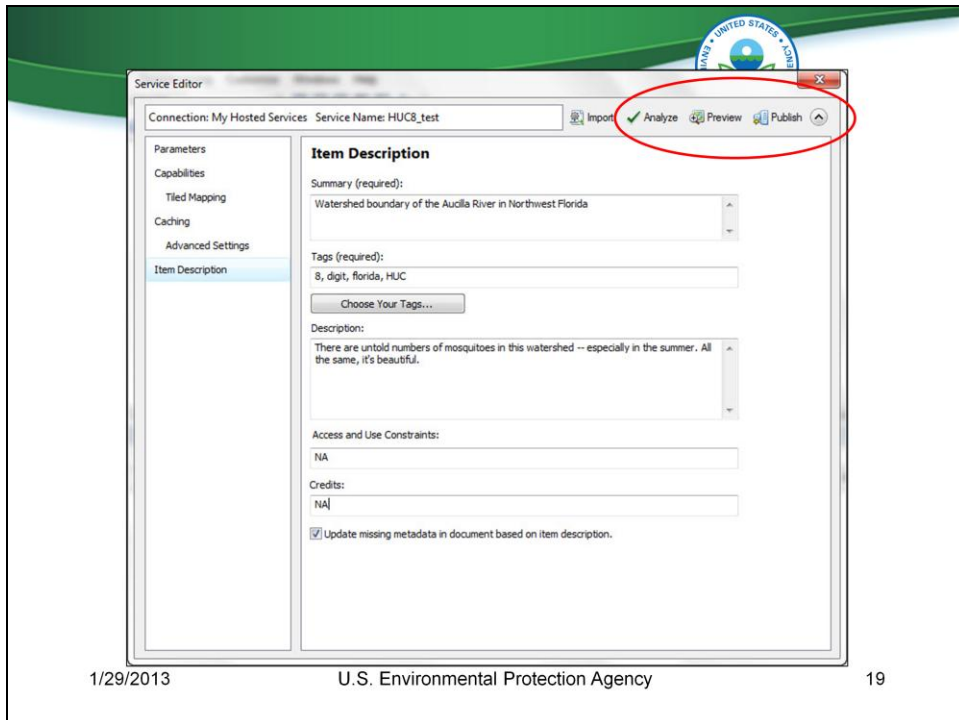 UNITED STATES
Service Editor
Connection: My Hosted Services Service Name: HUC8_test
Import
Analyze
Preview
Publish
Parameters
Capabilities
Tiled Mapping
Caching
Advanced Settings
Item Description
Item Description
Summary (required):
Watershed boundary of the Aucilla River in Northwest Florida
Tags (required):
8, digit, florida, HUC
Choose Your Tags...
Description:
There are untold numbers of mosquitoes in this watershed -- especially in the summer. All
the same, it's beautiful.
Access and Use Constraints:
NA
Credits:
NA
Update missing metadata in document based on item description.
1/29/2013
U.S. Environmental Protection Agency
19